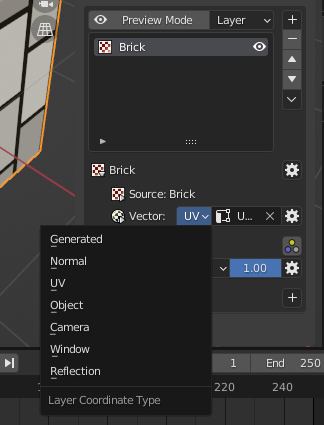 Preview Mode Layer
Brick
Brick
Source: Brick
Vector: UV U...
Generated
Normal
UV
Object
Camera
Window
Reflection
Layer Coordinate Type
1.00
1 End 250
220 240